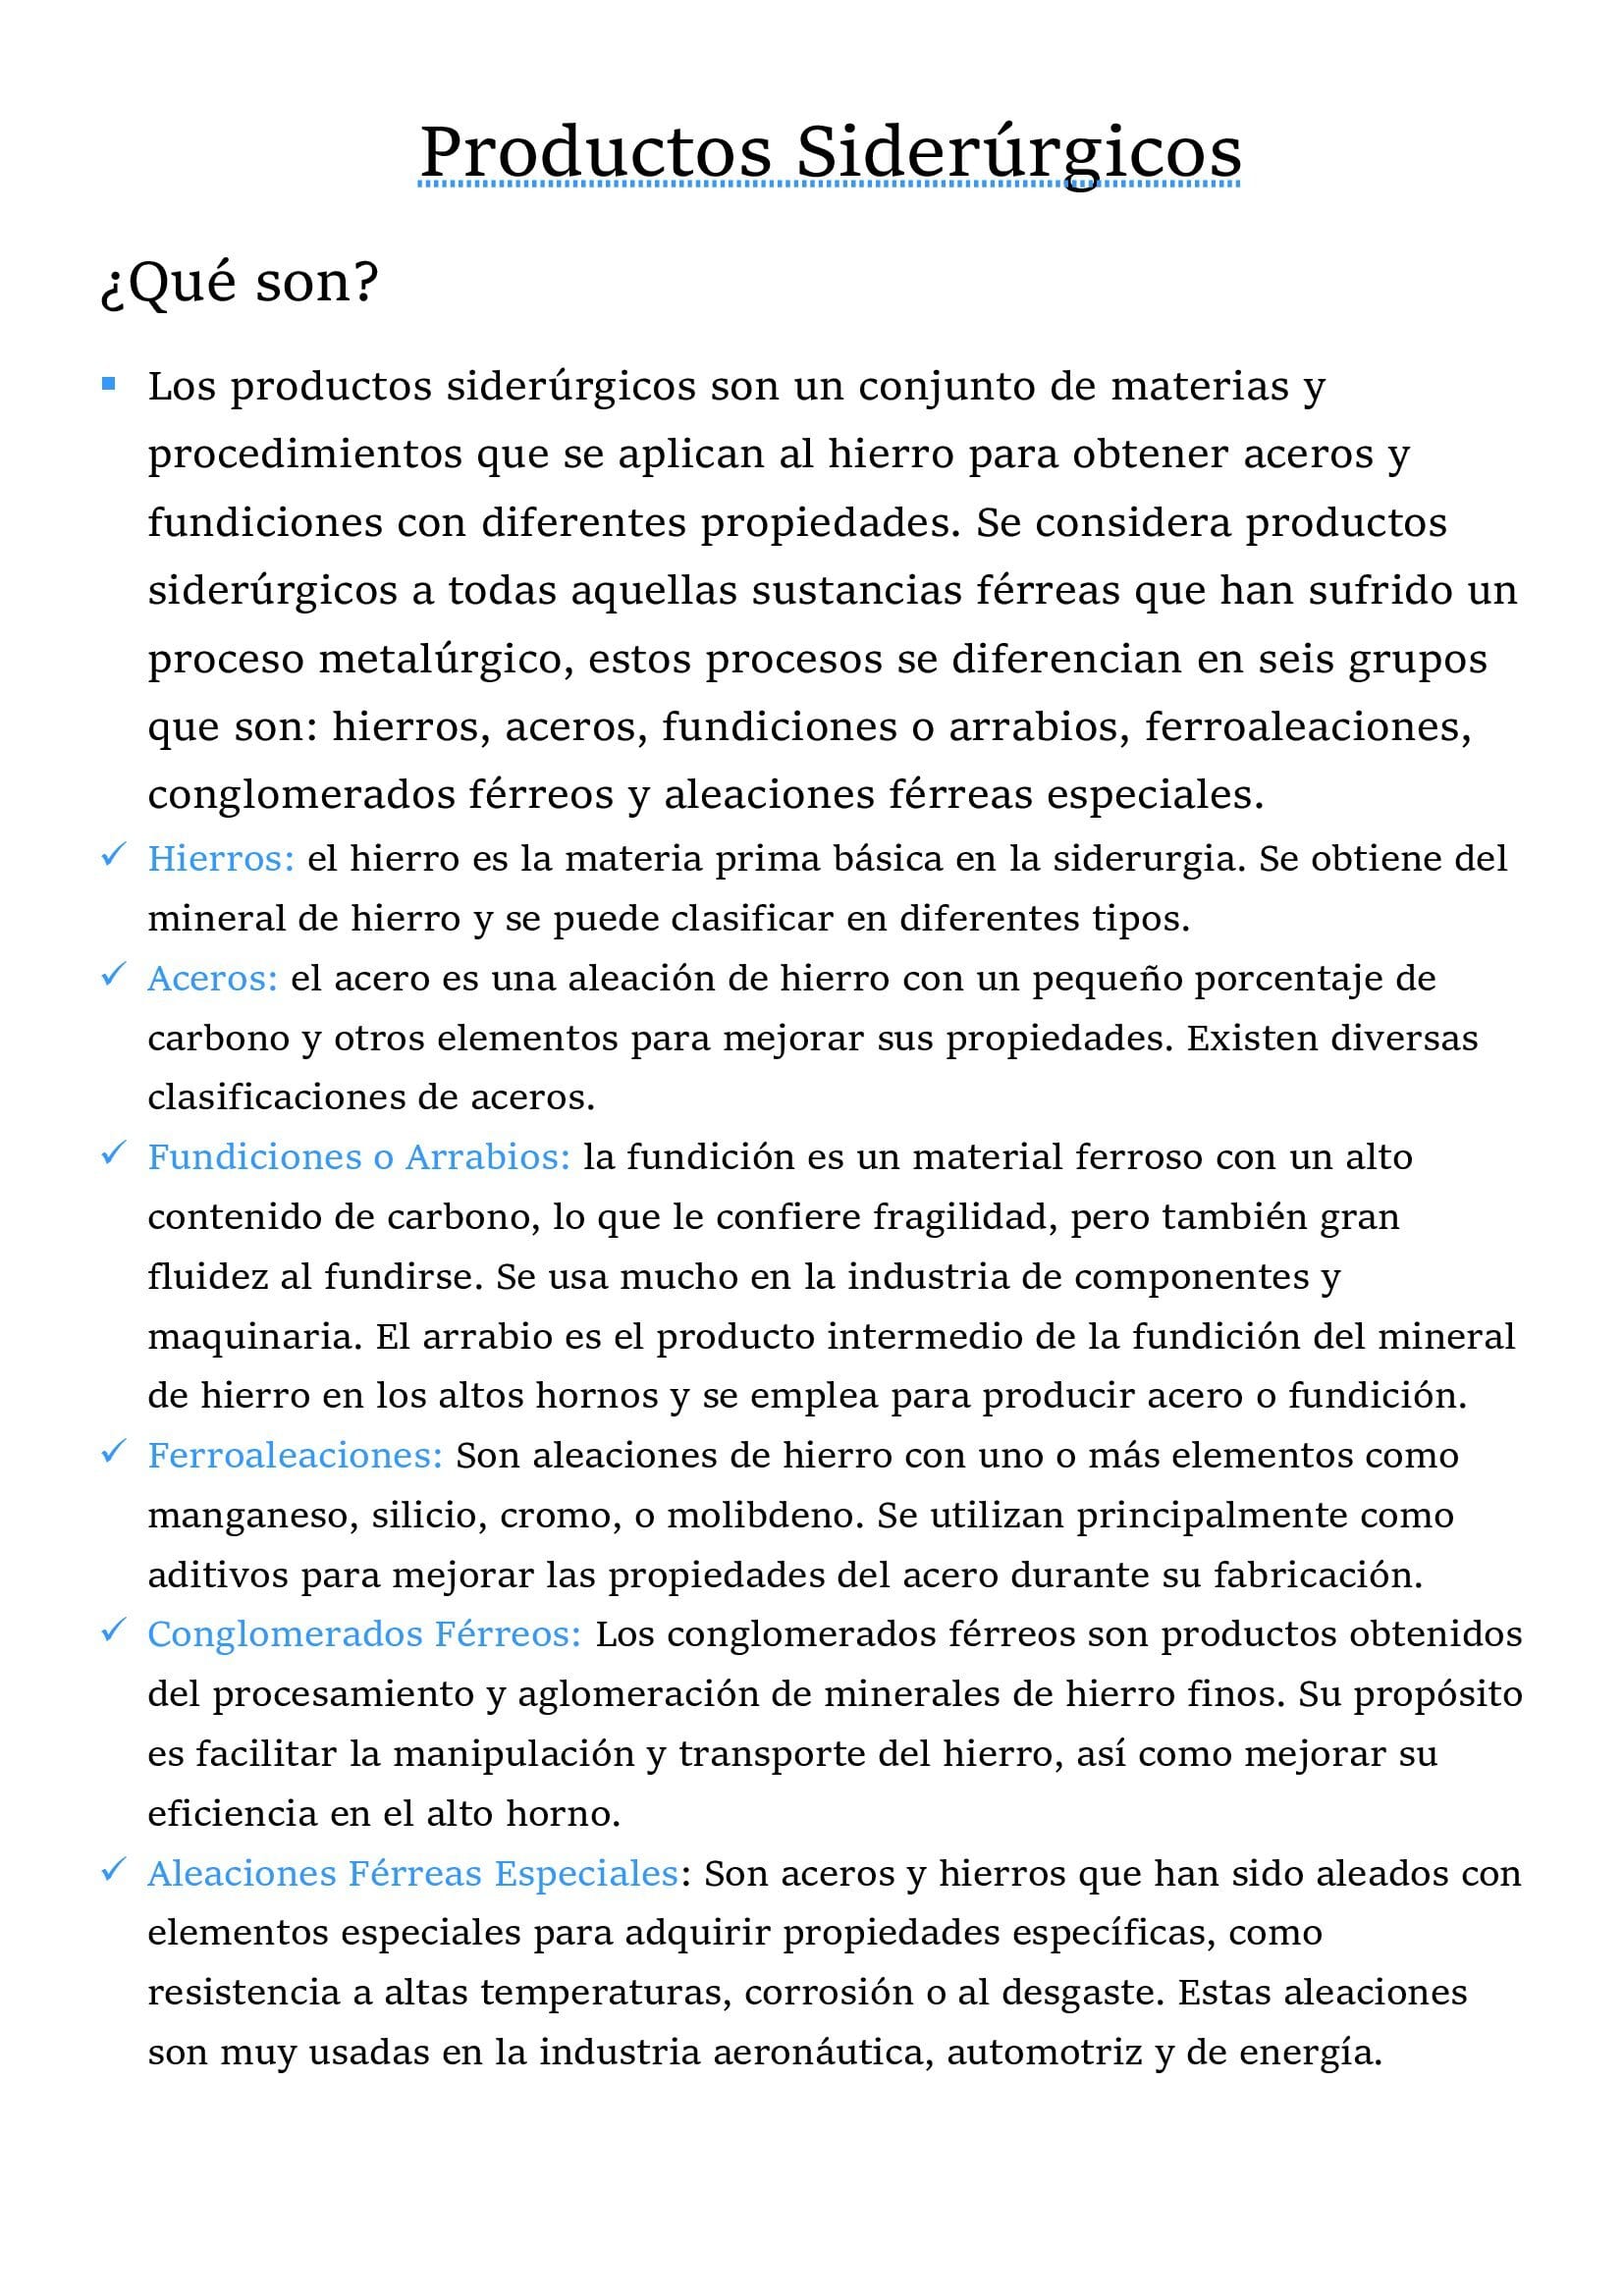 Productos Siderúrgicos
¿Qué son?
▪ Los productos siderúrgicos son un conjunto de materias y
procedimientos que se aplican al hierro para obtener aceros y
fundiciones con diferentes propiedades. Se considera productos
siderúrgicos a todas aquellas sustancias férreas que han sufrido un
proceso metalúrgico, estos procesos se diferencian en seis grupos
que son: hierros, aceros, fundiciones o arrabios, ferroaleaciones,
conglomerados férreos y aleaciones férreas especiales.
✓ Hierros: el hierro es la materia prima básica en la siderurgia. Se obtiene del
mineral de hierro y se puede clasificar en diferentes tipos.
✓ Aceros: el acero es una aleación de hierro con un pequeño porcentaje de
carbono y otros elementos para mejorar sus propiedades. Existen diversas
clasificaciones de aceros.
✓ Fundiciones o Arrabios: la fundición es un material ferroso con un alto
contenido de carbono, lo que le confiere fragilidad, pero también gran
fluidez al fundirse. Se usa mucho en la industria de componentes y
maquinaria. El arrabio es el producto intermedio de la fundición del mineral
de hierro en los altos hornos y se emplea para producir acero o fundición.
✓ Ferroaleaciones: Son aleaciones de hierro con uno o más elementos como
manganeso, silicio, cromo, o molibdeno. Se utilizan principalmente como
aditivos para mejorar las propiedades del acero durante su fabricación.
✓ Conglomerados Férreos: Los conglomerados férreos son productos obtenidos
del procesamiento y aglomeración de minerales de hierro finos. Su propósito
es facilitar la manipulación y transporte del hierro, así como mejorar su
eficiencia en el alto horno.
✓ Aleaciones Férreas Especiales: Son aceros y hierros que han sido aleados con
elementos especiales para adquirir propiedades específicas, como
resistencia a altas temperaturas, corrosión o al desgaste. Estas aleaciones
son muy usadas en la industria aeronáutica, automotriz y de energía.